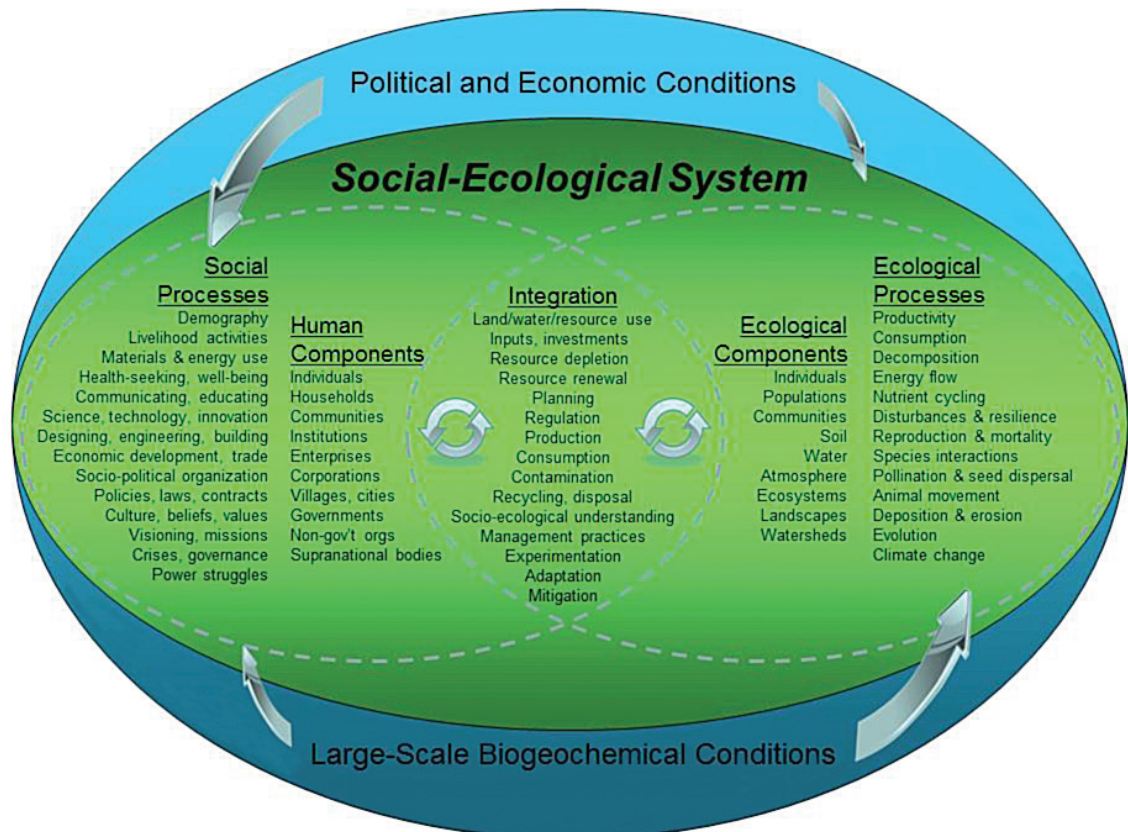 Political and Economic Conditions
Social-Ecological System
Social
Processes
Demography
Livelihood activities
Materials & energy use
Health-seeking, well-being
Communicating, educating
Science, technology, innovation
Designing, engineering, building
Economic development, trade
Socio-political organization
Policies, laws, contracts
Culture, beliefs, values
Visioning, missions
Crises, governance
Power struggles
Human
Components
Individuals
Households
Communities
Institutions
Enterprises
Corporations
Villages, cities
Governments
Non-gov't orgs
Supranational bodies
Integration
Land/water/resource use
Inputs, investments
Resource depletion
Resource renewal
Planning
Regulation
Production
Consumption
Contamination
Recycling, disposal
Socio-ecological understanding
Management practices
Experimentation
Adaptation
Mitigation
Ecological
Components
Individuals
Populations
Communities
Soil
Water
Atmosphere
Ecosystems
Landscapes
Watersheds
Ecological
Processes
Productivity
Consumption
Decomposition
Energy flow
Nutrient cycling
Disturbances & resilience
Reproduction & mortality
Species interactions
Pollination & seed dispersal
Animal movement
Deposition & erosion
Evolution
Climate change
Large-Scale Biogeochemical Conditions